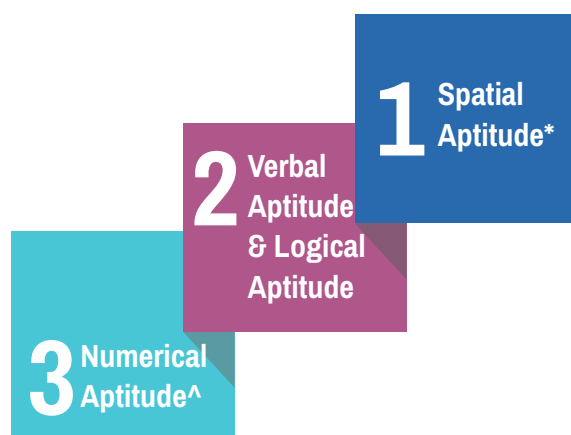 1
Spatial
Aptitude*
2
Verbal
Aptitude
& Logical
Aptitude
3
Numerical
Aptitude^